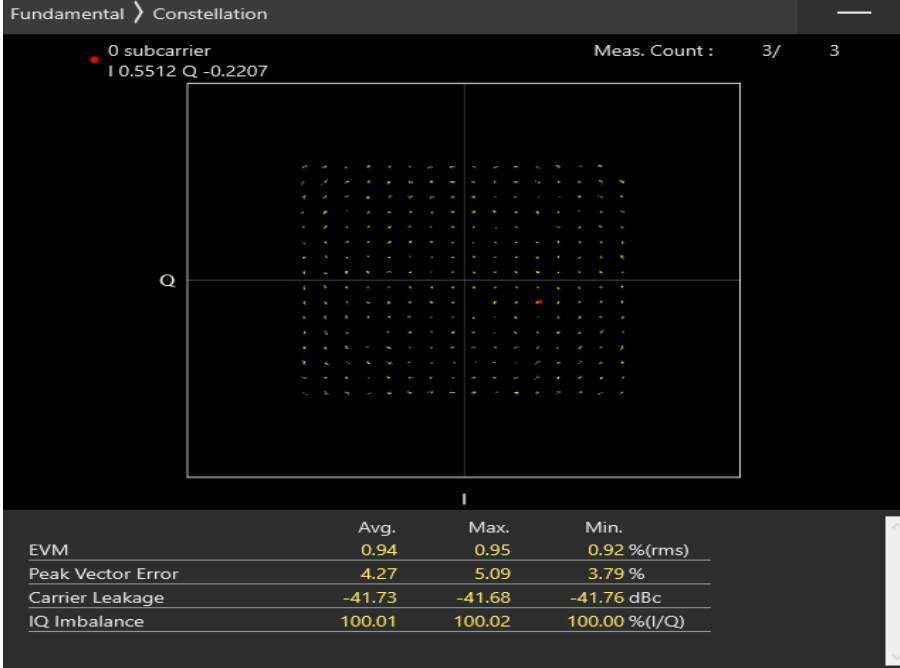 Fundamental 〉 Constellation
0 subcarrier Meas. Count : 3/ 3
I 0.5512 Q -0.2207
Q
I
Avg. Max. Min.
EVM 0.94 0.95 0.92 %(rms)
Peak Vector Error 4.27 5.09 3.79 %
Carrier Leakage -41.73 -41.68 -41.76 dBc
IQ Imbalance 100.01 100.02 100.00 %(I/Q)